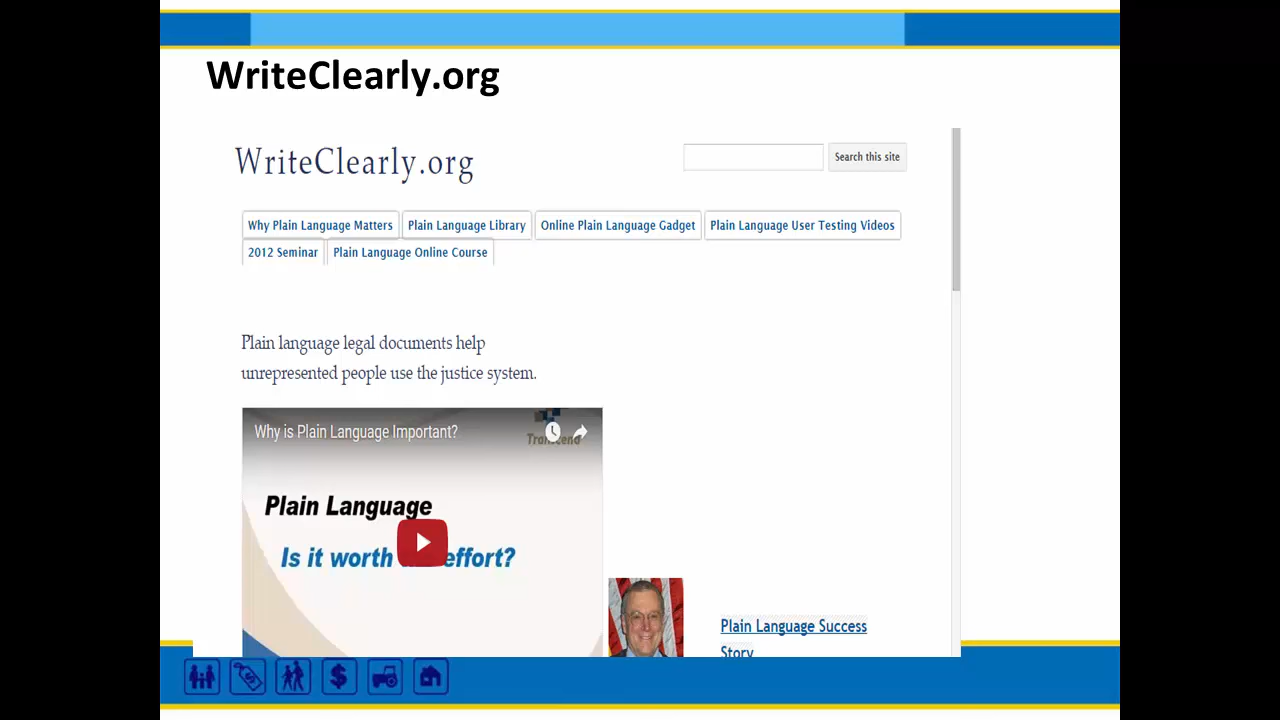 WriteClearly.org
WriteClearly.org
Search this site
Why Plain Language Matters
Plain Language Library
Online Plain Language Gadget
Plain Language User Testing Videos
2012 Seminar
Plain Language Online Course
Plain language legal documents help
unrepresented people use the justice system.
Why is Plain Language Important?
Transcend
Plain Language
Is it worth effort?
Plain Language Success
Story
$